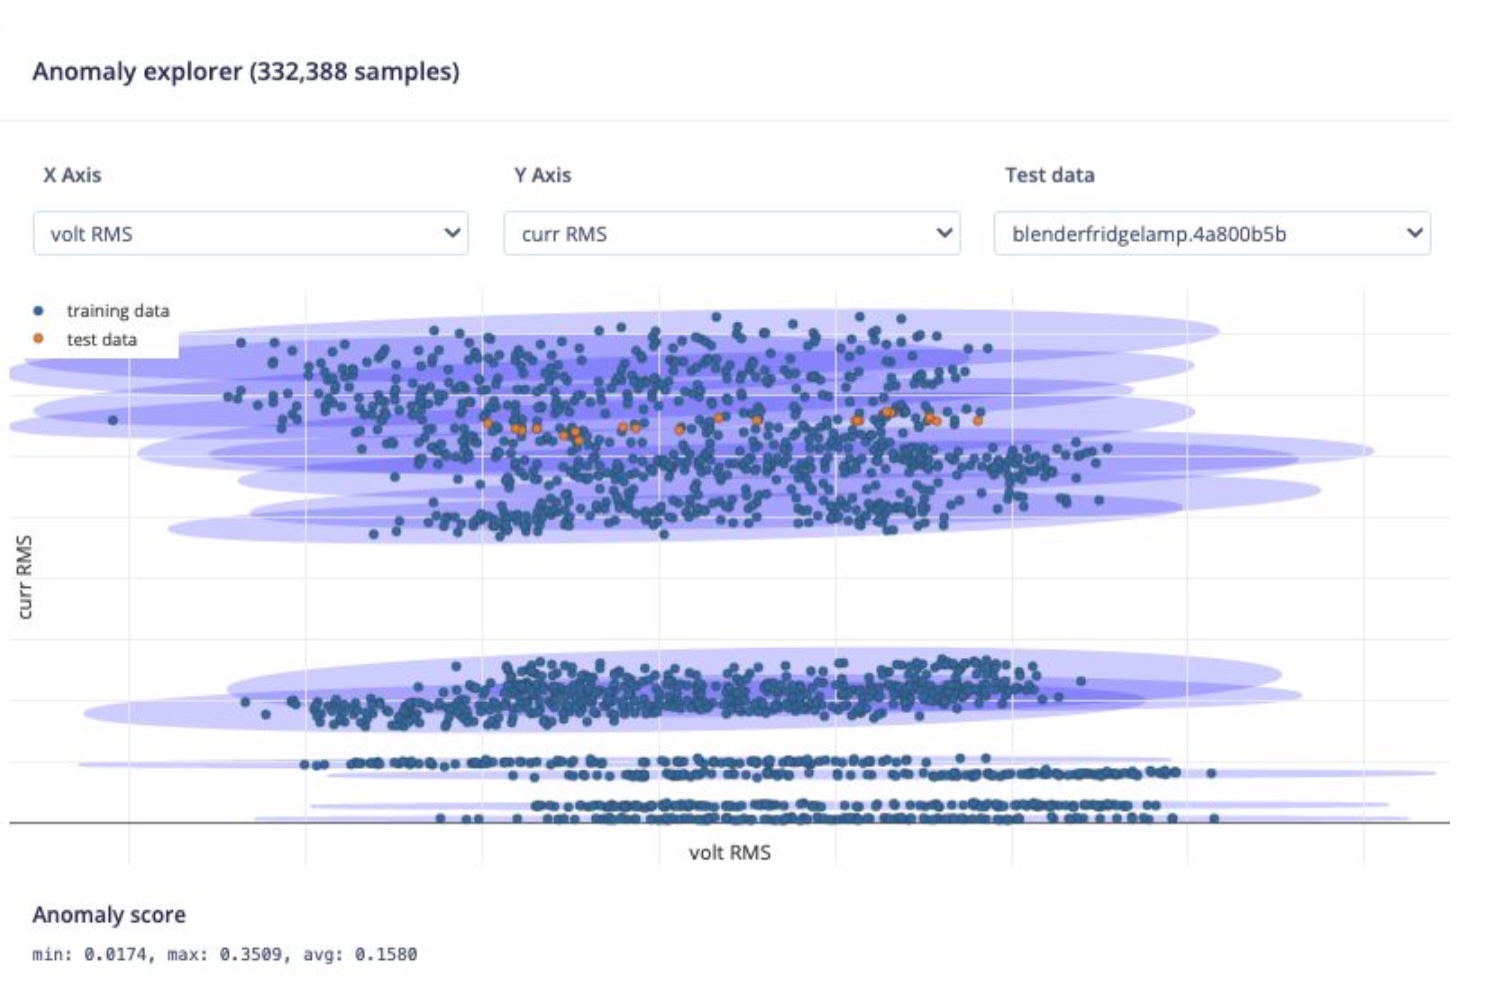 Anomaly explorer (332,388 samples)
X Axis
Y Axis
Test data
volt RMS
curr RMS
blenderfridgelamp.4a800b5b
training data
test data
curr RMS
volt RMS
Anomaly score
min: 0.0174, max: 0.3509, avg: 0.1580